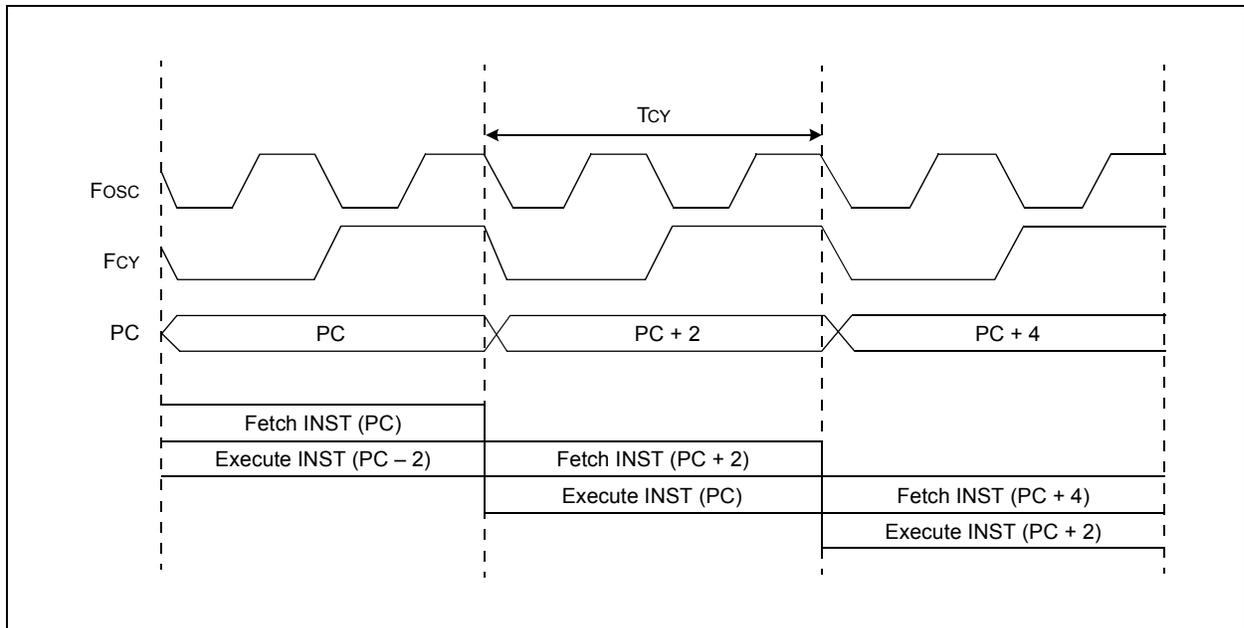 TCY
FOSC
FCY
PC
PC
PC + 2
PC + 4
Fetch INST (PC)
Execute INST (PC – 2)
Fetch INST (PC + 2)
Execute INST (PC)
Fetch INST (PC + 4)
Execute INST (PC + 2)